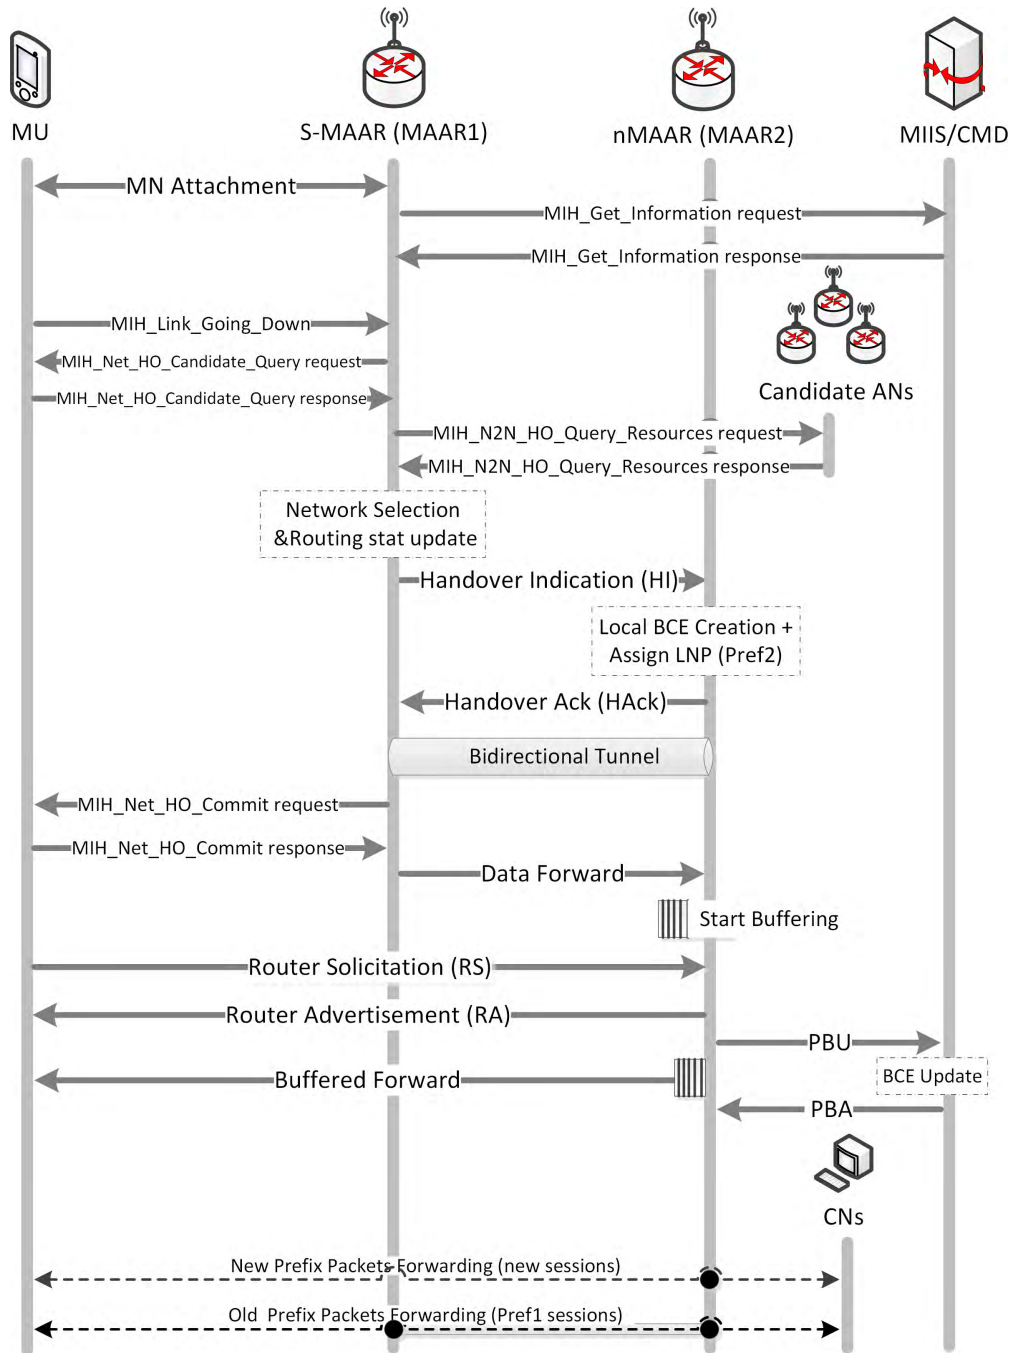 MU
S-MAAR (MAAR1)
nMAAR (MAAR2)
MIIS/CMD
MN Attachment
MIH_Get_Information request
MIH_Get_Information response
MIH_Link_Going_Down
MIH_Net_HO_Candidate_Query request
Candidate ANs
MIH_Net_HO_Candidate_Query response
MIH_N2N_HO_Query_Resources request
MIH_N2N_HO_Query_Resources response
Network Selection
&Routing stat update
Handover Indication (HI)
Local BCE Creation +
Assign LNP (Pref2)
Handover Ack (HAck)
Bidirectional Tunnel
MIH_Net_HO_Commit request
MIH_Net_HO_Commit response
Data Forward
Start Buffering
Router Solicitation (RS)
Router Advertisement (RA)
PBU
Buffered Forward
BCE Update
PBA
CNs
New Prefix Packets Forwarding (new sessions)
Old Prefix Packets Forwarding (Pref1 sessions)